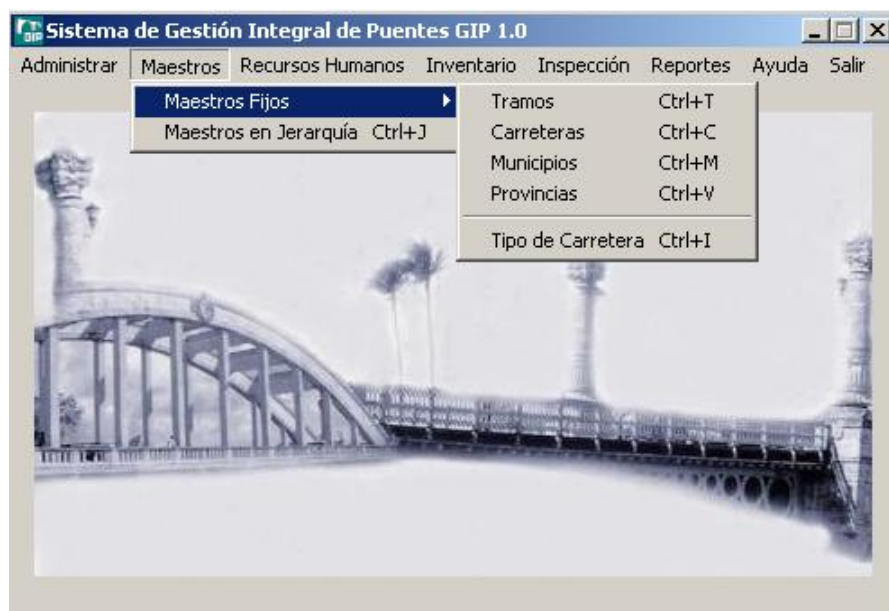 Sistema de Gestión Integral de Puentes GIP 1.0
Administrar Maestros Recursos Humanos Inventario Inspección Reportes Ayuda Salir
Maestros Fijos
Maestros en Jerarquía Ctrl+J
Tramos Ctrl+T
Carreteras Ctrl+C
Municipios Ctrl+M
Provincias Ctrl+V
Tipo de Carretera Ctrl+I